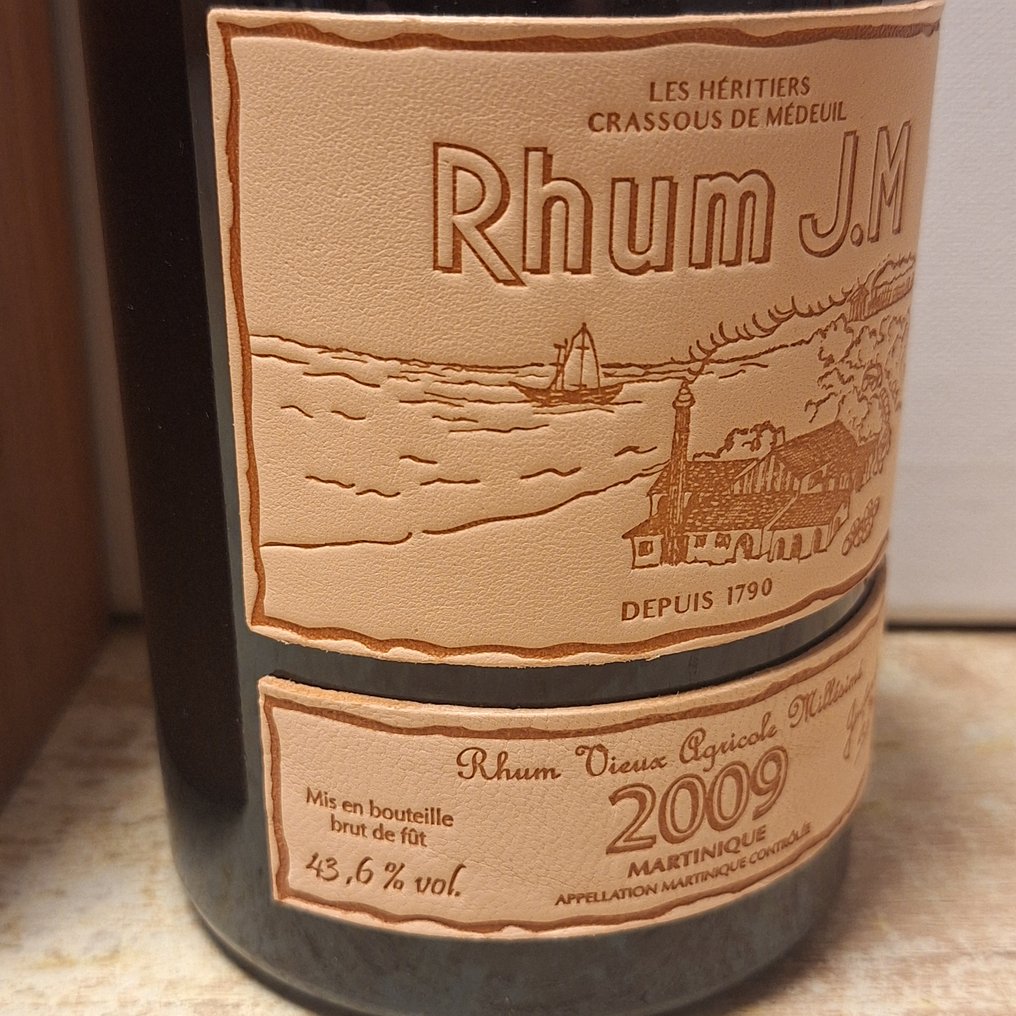 LES HÉRITIERS
CRASSOUS DE MÉDEUIL
Rhum J.M
DEPUIS 1790
Rhum Vieux Agricole Millésime
2009
MARTINIQUE
APPELLATION MARTINIQUE CONTRÔLÉE
Mis en bouteille
brut de fût
43,6 % vol.